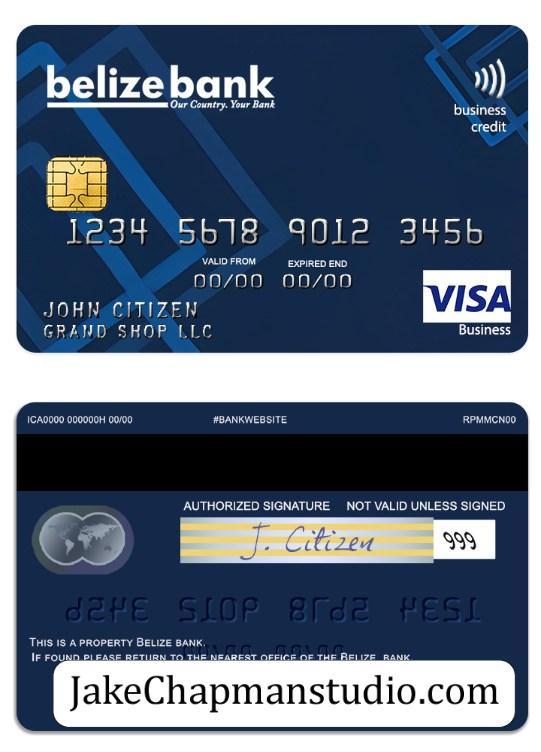 belizebank
Our Country. Your Bank
business
credit
1234 5678 9012 3456
VALID FROM EXPIRED END
00/00 00/00
JOHN CITIZEN
GRAND SHOP LLC
VISA
Business
ICA0000 000000H 00/00 #BANKWEBSITE RPMMCN00
AUTHORIZED SIGNATURE NOT VALID UNLESS SIGNED
J. Citizen 999
THIS IS A PROPERTY BELIZE BANK.
IF FOUND PLEASE RETURN TO THE NEAREST OFFICE OF THE BELIZE BANK.
JakeChapmanstudio.com